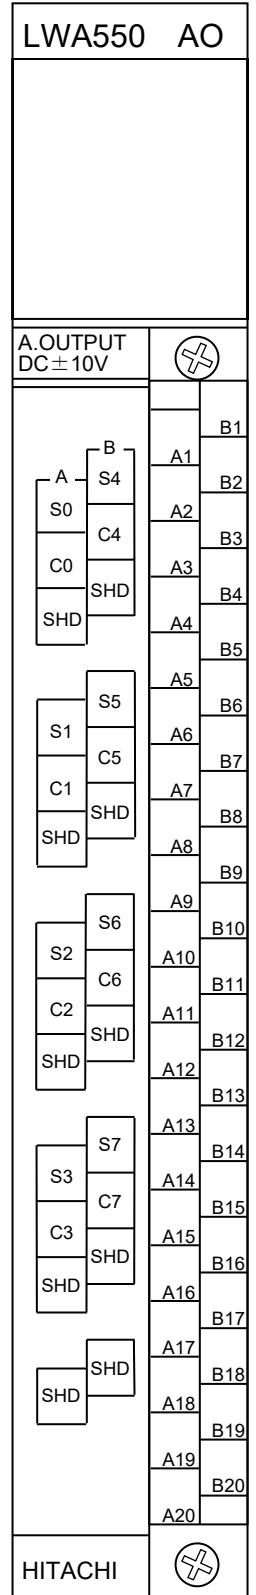 LWA550 AO
A.OUTPUT
DC±10V
B
A
S4
S0
C4
C0
SHD
SHD
S5
S1
C5
C1
SHD
SHD
S6
S2
C6
C2
SHD
SHD
S7
S3
C7
C3
SHD
SHD
SHD
SHD
B1
A1
B2
A2
B3
A3
B4
A4
B5
A5
B6
A6
B7
A7
B8
A8
B9
A9
B10
A10
B11
A11
B12
A12
B13
A13
B14
A14
B15
A15
B16
A16
B17
A17
B18
A18
B19
A19
B20
A20
HITACHI